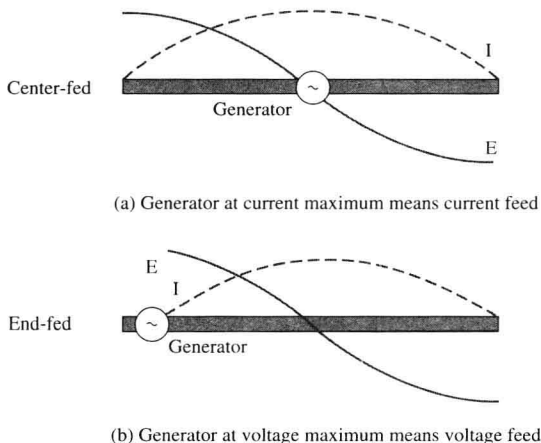 I
Center-fed
~
Generator
E
(a) Generator at current maximum means current feed
E
I
End-fed
~
Generator
(b) Generator at voltage maximum means voltage feed